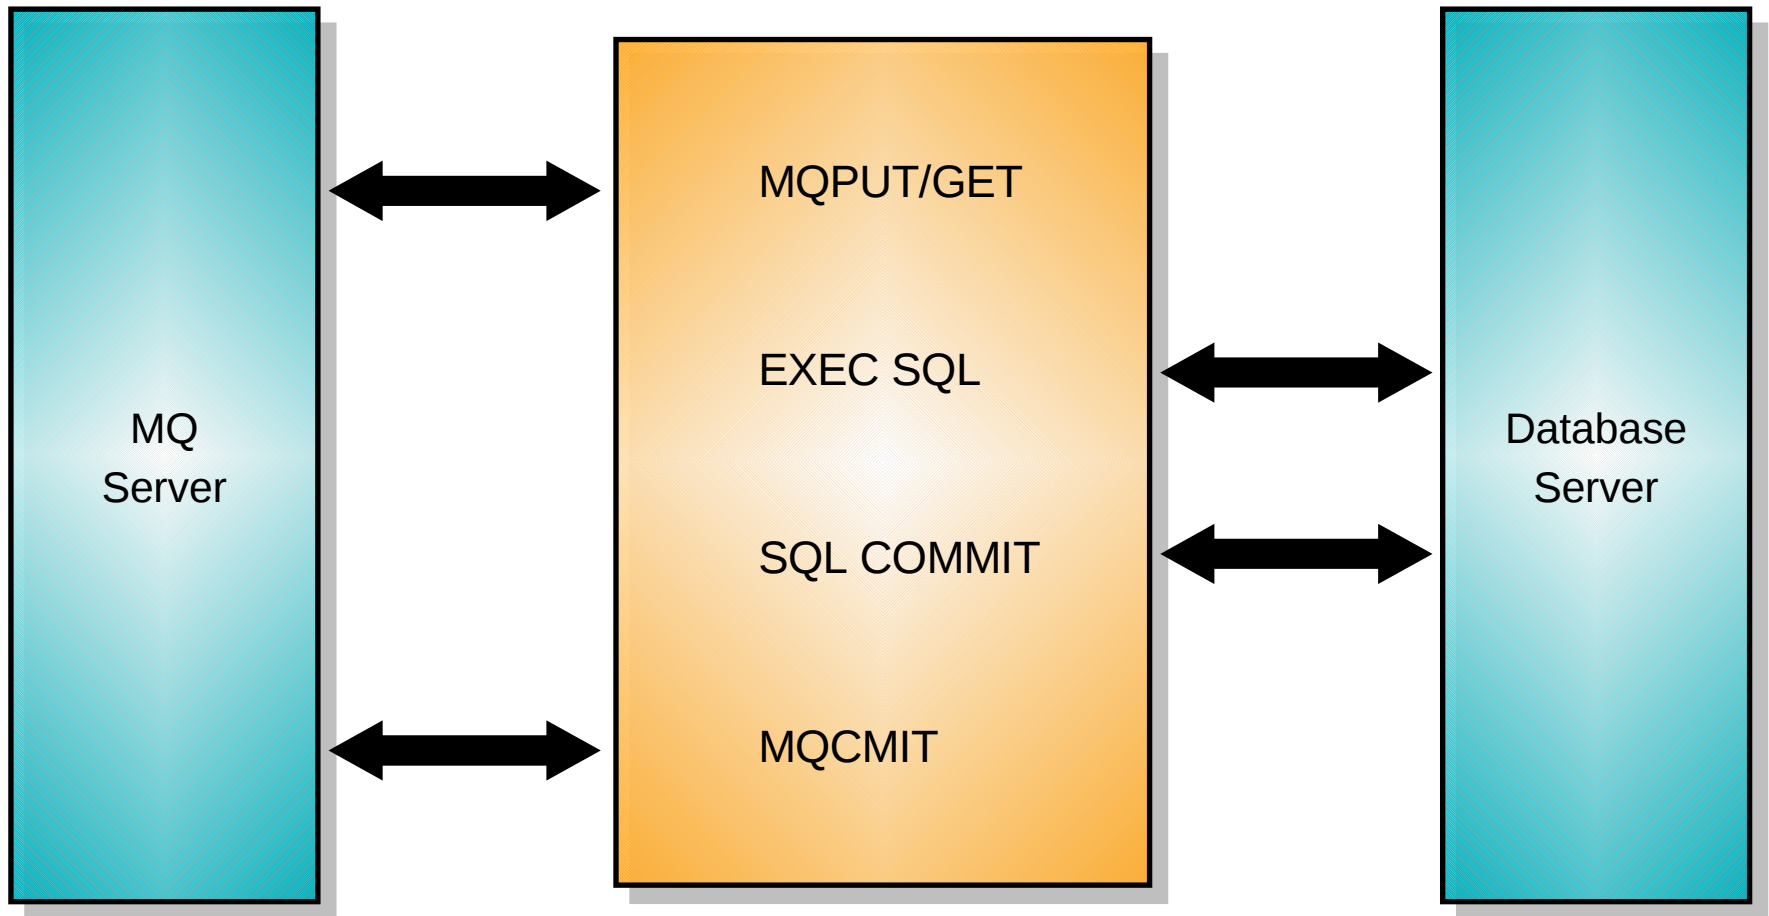 MQ
Server
MQPUT/GET
EXEC SQL
SQL COMMIT
MQCMIT
Database
Server